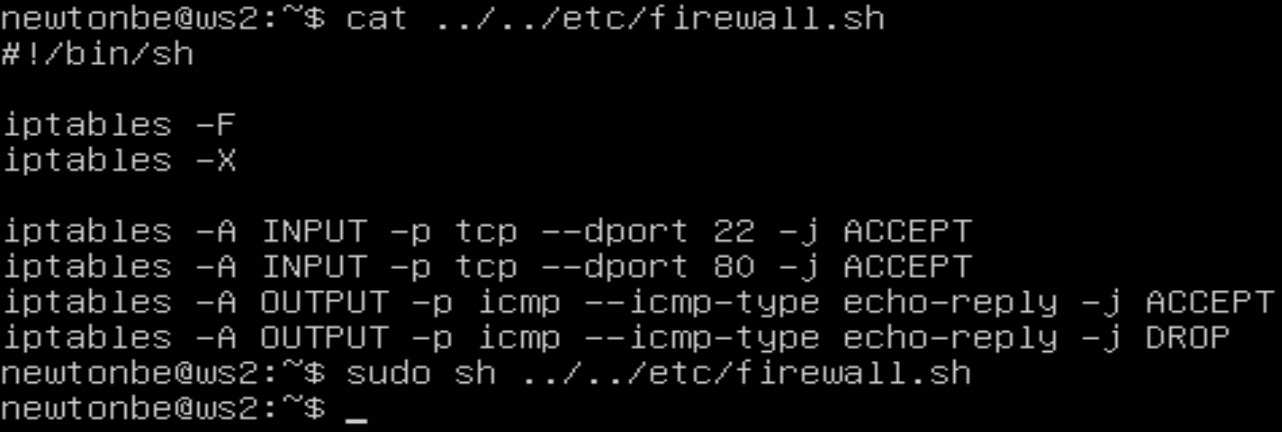 newtonbe@ws2:~$ cat ../../etc/firewall.sh
#!/bin/sh
iptables -F
iptables -X
iptables -A INPUT -p tcp --dport 22 -j ACCEPT
iptables -A INPUT -p tcp --dport 80 -j ACCEPT
iptables -A OUTPUT -p icmp --icmp-type echo-reply -j ACCEPT
iptables -A OUTPUT -p icmp --icmp-type echo-reply -j DROP
newtonbe@ws2:~$ sudo sh ../../etc/firewall.sh
newtonbe@ws2:~$ _